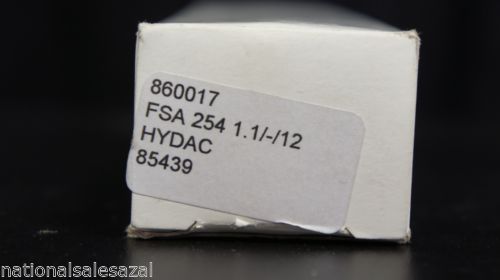 860017
FSA 254 1.1/-/12
HYDAC
85439
nationalsalesazal